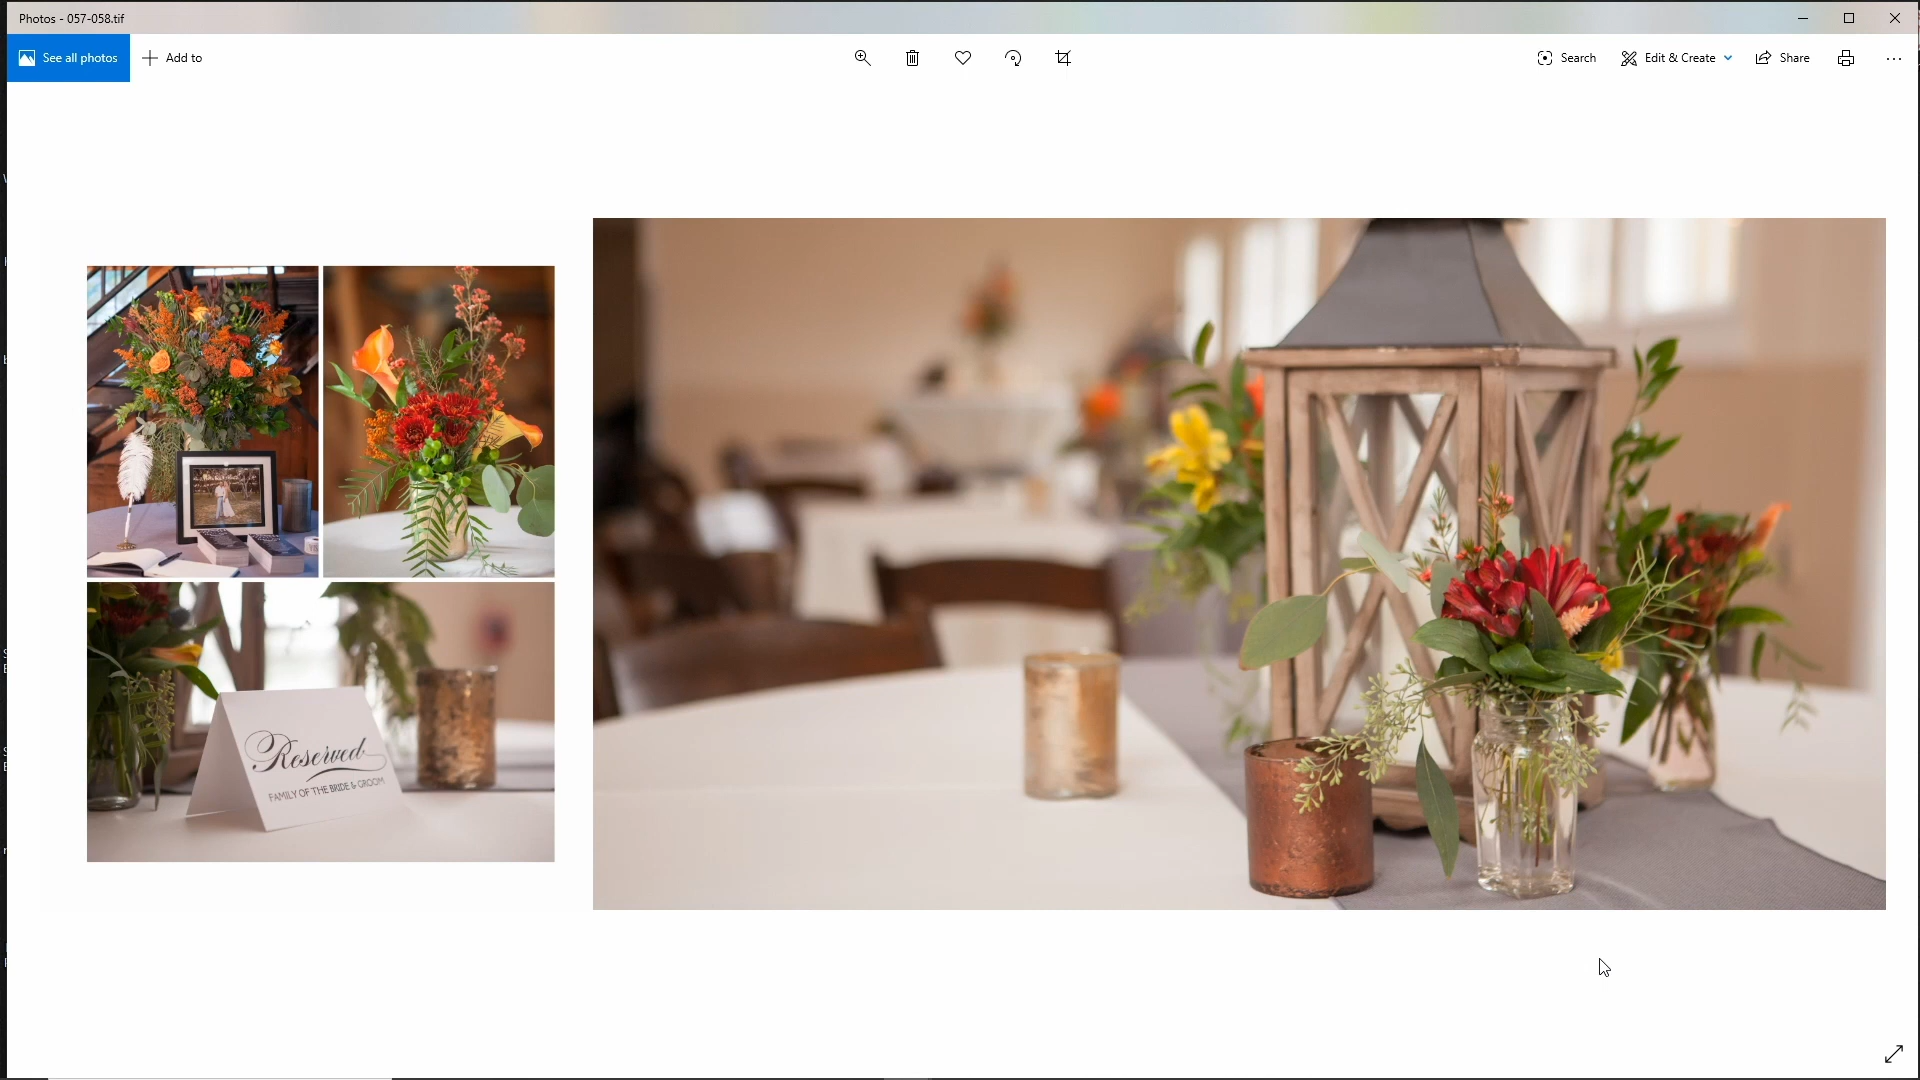 Photos - 057-058.tif
See all photos
Add to
Search
Edit & Create
Share
Reserved
FAMILY OF THE BRIDE & GROOM